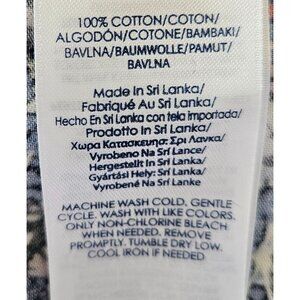 100% COTTON/COTON/
ALGODÓN/COTONE/BAMBAKI/
BAVLNA/BAUMWOLLE/PAMUT/
BAVLNA
Made In Sri Lanka/
Fabriqué Au Sri Lanka/
Hecho En Sri Lanka con tela importada/
Prodotto In Sri Lanka/
Χωρα Κατασκευησ: Σρι Λανκα/
Vyrobeno Na Srí Lance/
Hergestellt In Sri Lanka/
Gyártási Hely: Srí Lanka/
Vyrobené Na Srí Lanke
MACHINE WASH COLD, GENTLE
CYCLE. WASH WITH LIKE COLORS.
ONLY NON-CHLORINE BLEACH
WHEN NEEDED. REMOVE
PROMPTLY. TUMBLE DRY LOW.
COOL IRON IF NEEDED